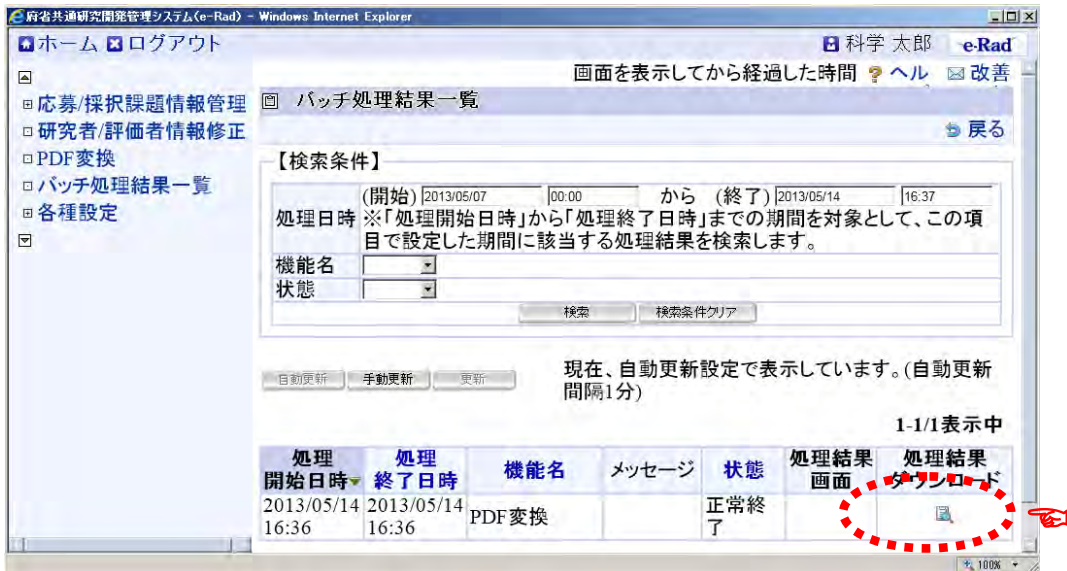 府省共通研究開発管理システム(e-Rad) - Windows Internet Explorer
ホーム ログアウト 科学 太郎 e-Rad
画面を表示してから経過した時間 ヘル 改善
応募/採択課題情報管理
研究者/評価者情報修正
PDF変換
バッチ処理結果一覧
各種設定
バッチ処理結果一覧
戻る
【検索条件】
処理日時
(開始) 2013/05/07 00:00 から (終了) 2013/05/14 16:37
※「処理開始日時」から「処理終了日時」までの期間を対象として、この項
目で設定した期間に該当する処理結果を検索します。
機能名
状態
検索 検索条件クリア
自動更新 手動更新 更新
現在、自動更新設定で表示しています。(自動更新
間隔1分)
1-1/1表示中
処理 処理 機能名 メッセージ 状態 処理結果 処理結果
開始日時 終了日時 画面 ダウンロード
2013/05/14 2013/05/14 PDF変換 正常終
16:36 16:36 了
100%